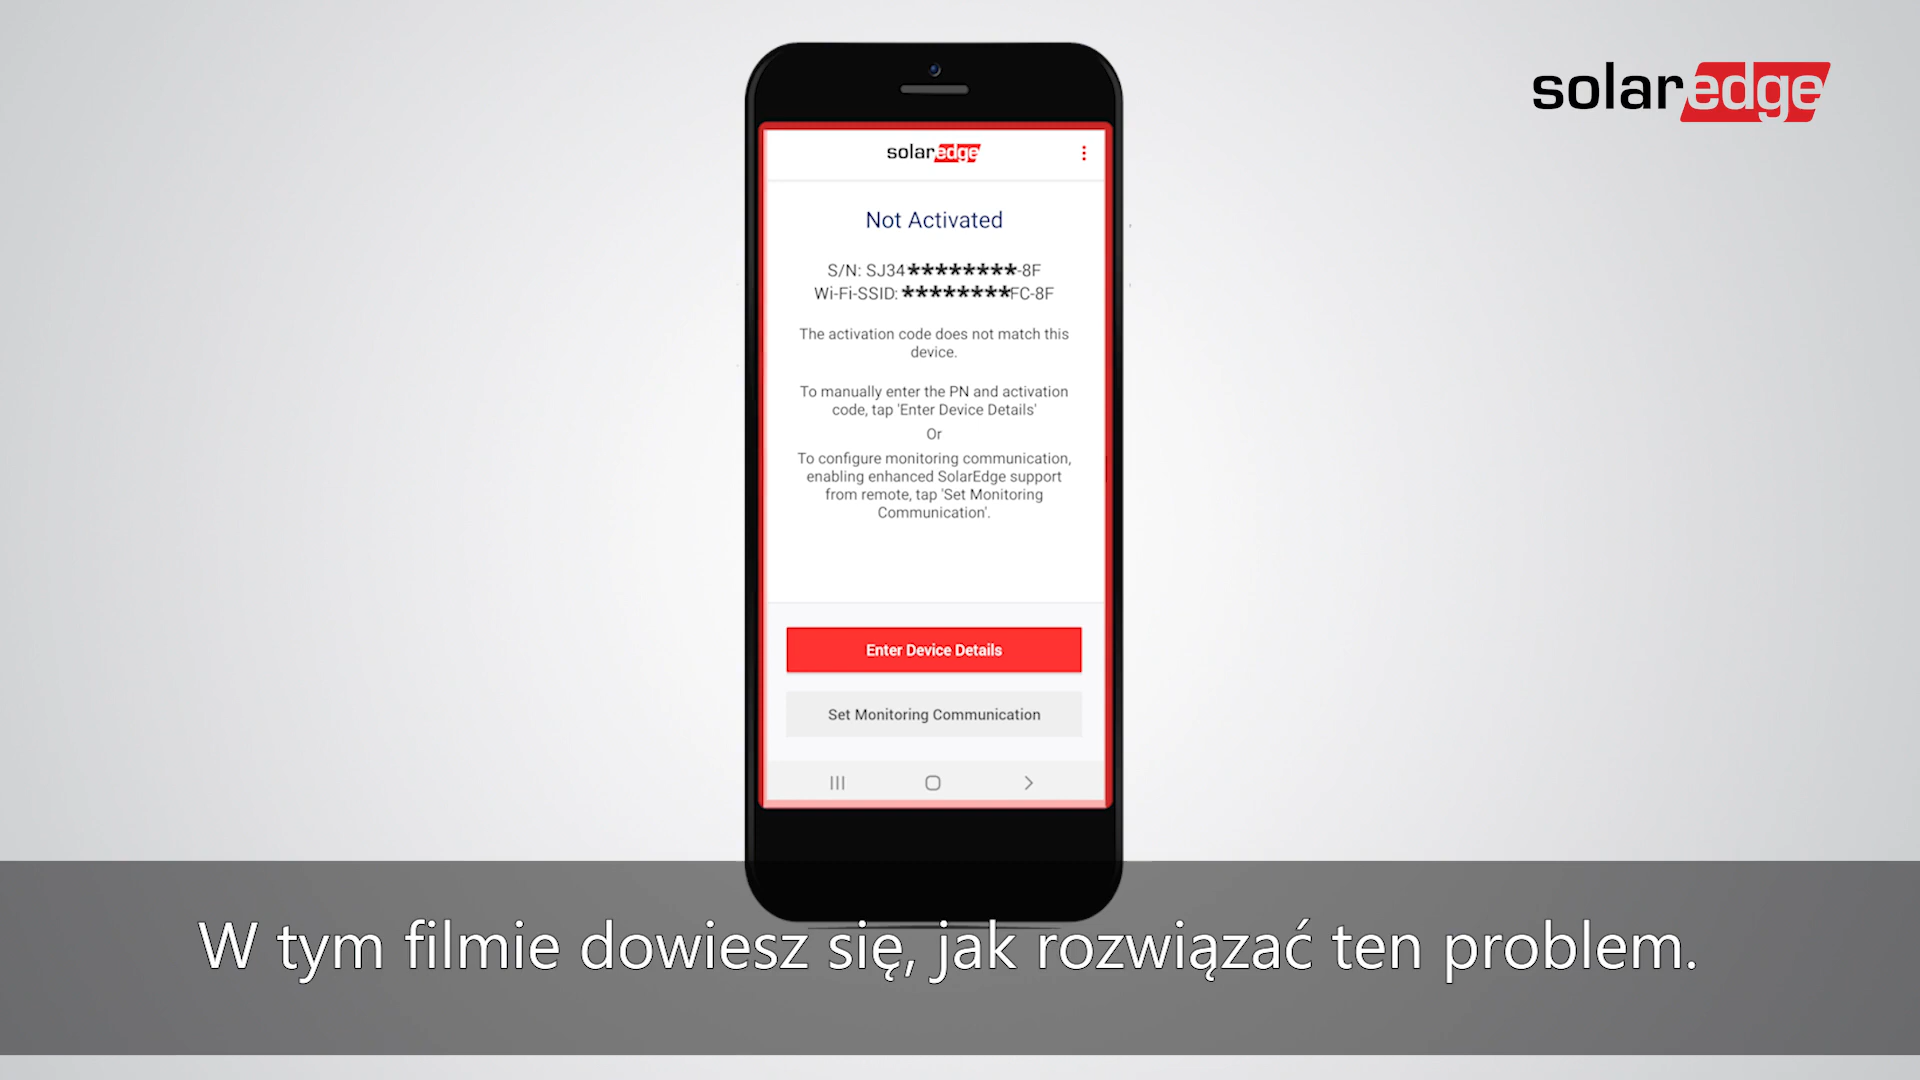 solaredge
solaredge
Not Activated
S/N: SJ34********-8F
Wi-Fi-SSID: ********FC-8F
The activation code does not match this
device.
To manually enter the PN and activation
code, tap 'Enter Device Details'
Or
To configure monitoring communication,
enabling enhanced SolarEdge support
from remote, tap 'Set Monitoring
Communication'.
Enter Device Details
Set Monitoring Communication
W tym filmie dowiesz się, jak rozwiązać ten problem.